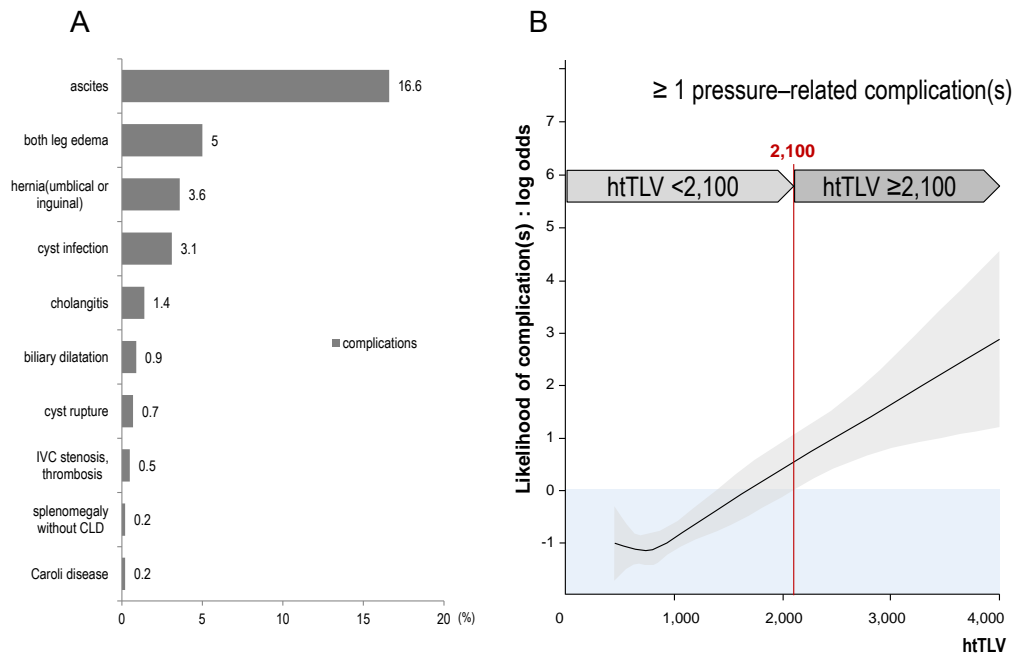 A
ascites
16.6
both leg edema
5
hernia(umblical or
inguinal)
3.6
cyst infection
3.1
cholangitis
1.4
complications
biliary dilatation
0.9
cyst rupture
0.7
IVC stenosis,
thrombosis
0.5
splenomegaly
without CLD
0.2
Caroli disease
0.2
0 5 10 15 20 (%)
B
≥ 1 pressure–related complication(s)
2,100
htTLV <2,100
htTLV ≥2,100
Likelihood of complication(s) : log odds
7
6
5
4
3
2
1
0
-1
0 1,000 2,000 3,000 4,000
htTLV